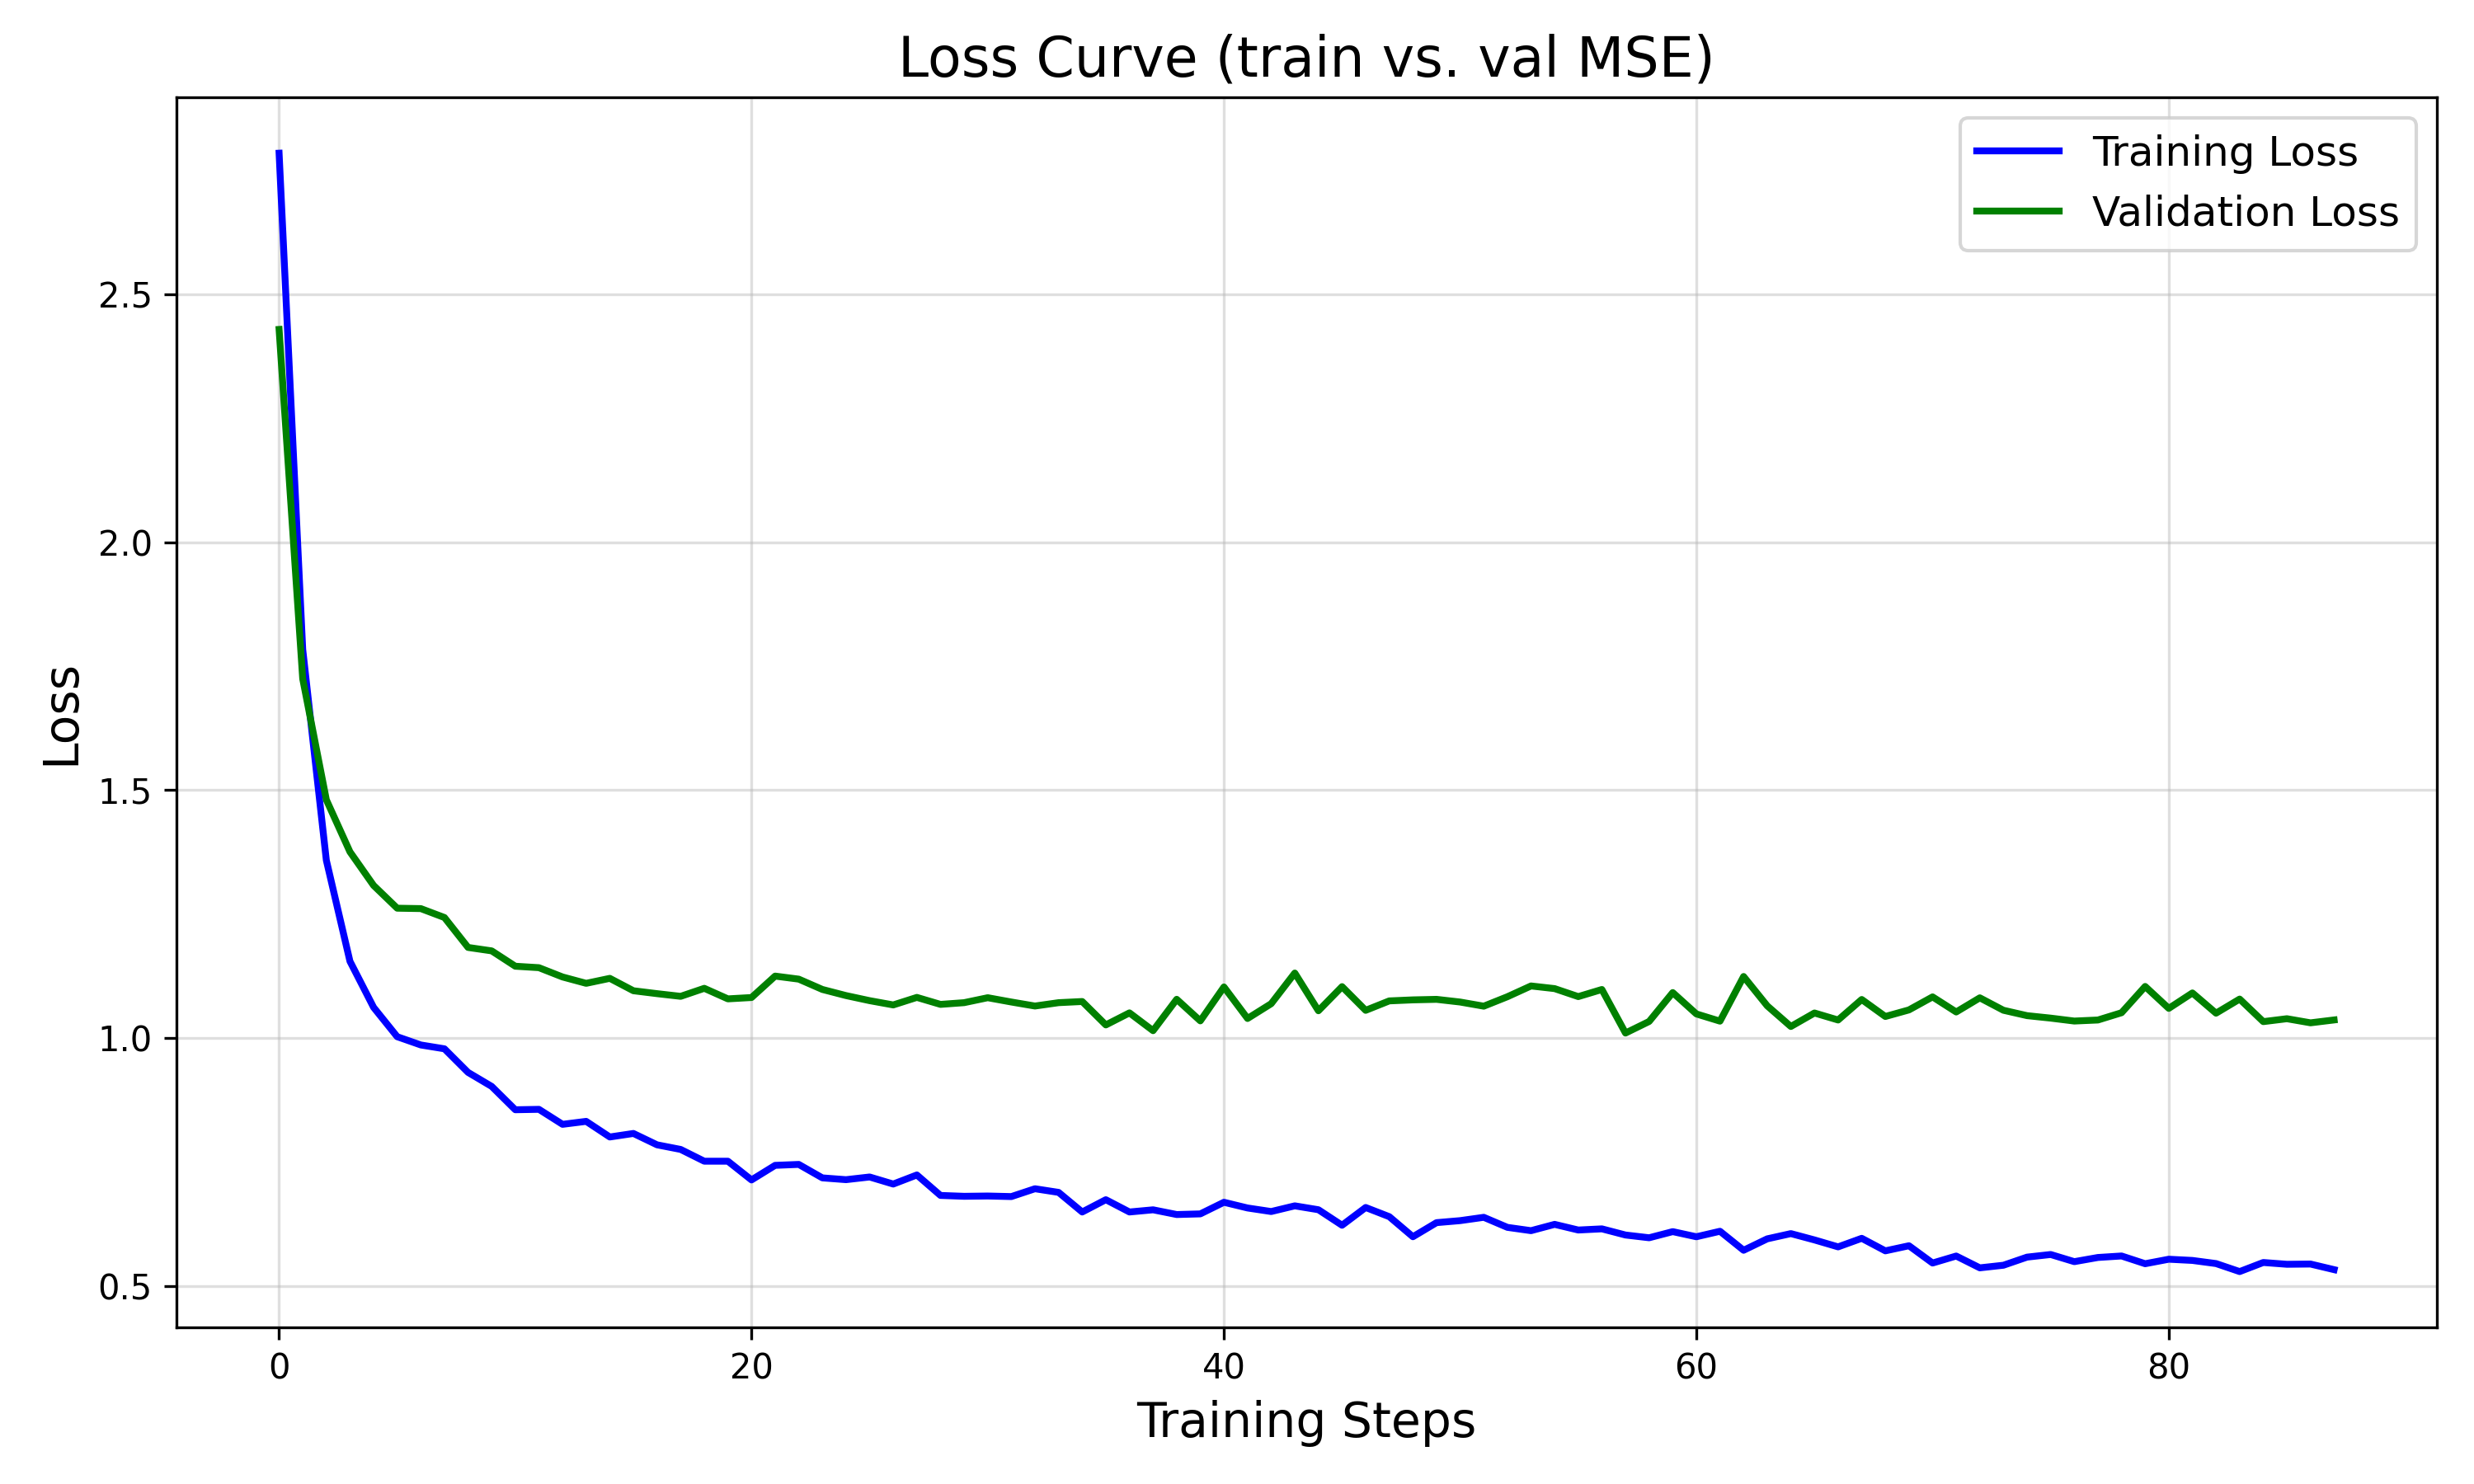 Loss Curve (train vs. val MSE)
Training Loss
Validation Loss
2.5
2.0
1.5
1.0
0.5
Loss
0 20 40 60 80
Training Steps